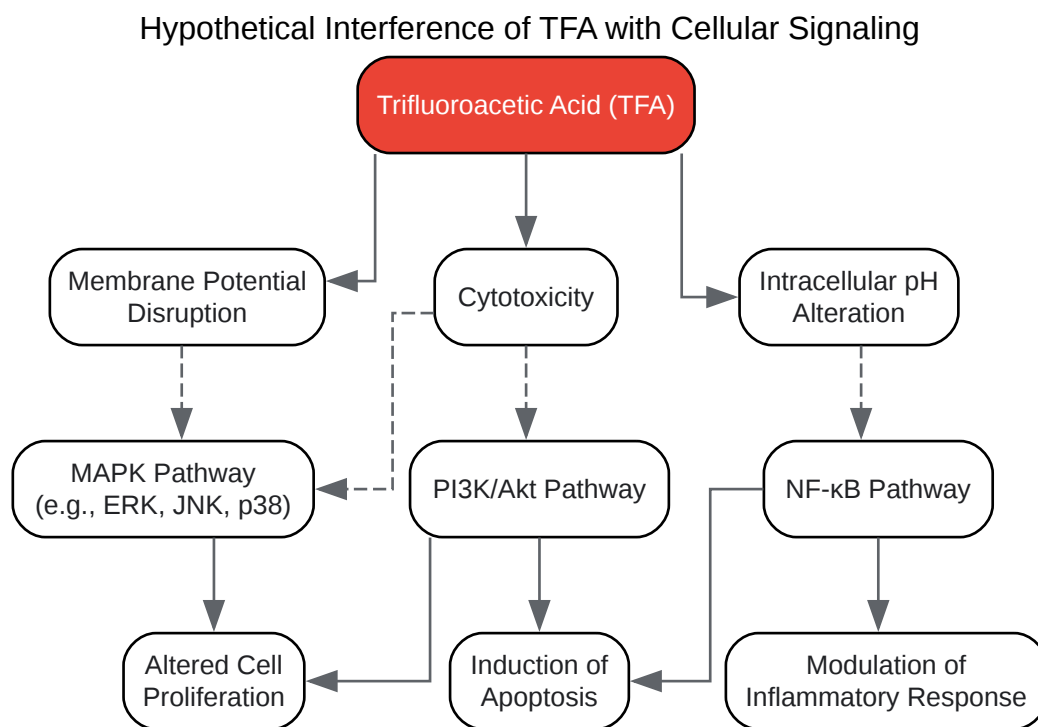 Hypothetical Interference of TFA with Cellular Signaling
Trifluoroacetic Acid (TFA)
Membrane Potential
Disruption
Cytotoxicity
Intracellular pH
Alteration
MAPK Pathway
(e.g., ERK, JNK, p38)
PI3K/Akt Pathway
NF-κB Pathway
Altered Cell
Proliferation
Induction of
Apoptosis
Modulation of
Inflammatory Response